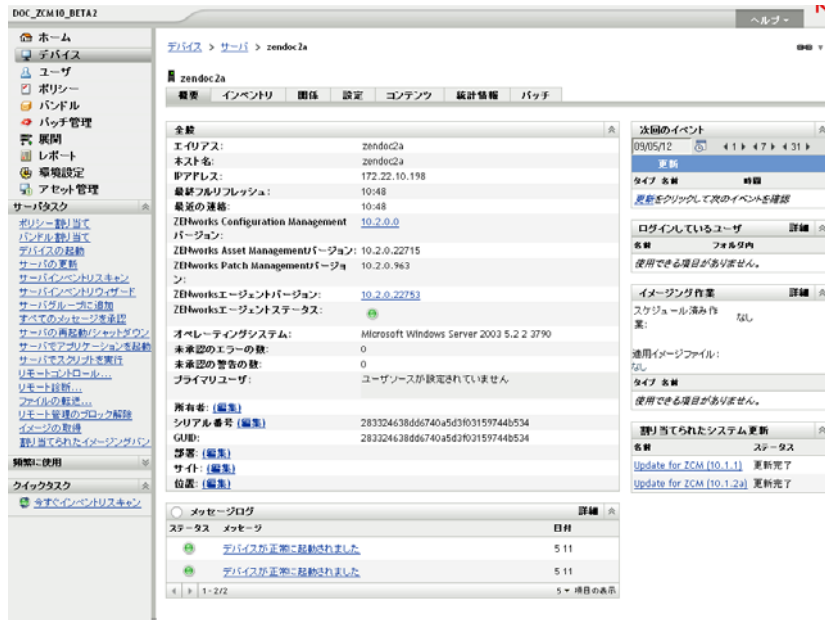 DOC_ZCM10_BETA2
ヘルプ
ホーム
デバイス
ユーザ
ポリシー
バンドル
パッチ管理
展開
レポート
環境設定
アセット管理
サーバタスク
ポリシー割り当て
バンドル割り当て
デバイスの起動
サーバの更新
サーバインベントリスキャン
サーバインベントリウィザード
サーバグループに追加
すべてのメッセージを承認
サーバの再起動/シャットダウン
サーバでアプリケーションを起動
サーバでスクリプトを実行
リモートコントロール...
リモート診断...
ファイルの転送...
リモート管理のブロック解除
イメージの取得
割り当てられたイメージングバン
頻繁に使用
クイックタスク
今すぐインベントリスキャン
デバイス > サーバ > zendoc2a
zendoc2a
概要 インベントリ 関係 設定 コンテンツ 統計情報 パッチ
全般
エイリアス: zendoc2a
ホスト名: zendoc2a
IPアドレス: 172.22.10.198
最終フルリフレッシュ: 10:48
最近の連絡: 10:48
ZENworks Configuration Management 10.2.0.0
バージョン:
ZENworks Asset Managementバージョン: 10.2.0.22715
ZENworks Patch Managementバージョ 10.2.0.963
ン:
ZENworksエージェントバージョン: 10.2.0.22753
ZENworksエージェントステータス:
オペレーティングシステム: Microsoft Windows Server 2003 5.2 2 3790
未承認のエラーの数: 0
未承認の警告の数: 0
プライマリユーザ: ユーザソースが設定されていません
所有者: (編集)
シリアル番号 (編集) 283324638dd6740a5d3f03159744b534
GUID: 283324638dd6740a5d3f03159744b534
部署: (編集)
サイト: (編集)
位置: (編集)
メッセージログ 詳細
ステータス メッセージ 日付
デバイスが正常に起動されました 5 11
デバイスが正常に起動されました 5 11
1-2/2 5 項目の表示
次回のイベント
09/05/12 1 7 31
更新
タイプ 名前 時間
更新をクリックして次のイベントを確認
ログインしているユーザ 詳細
名前 フォルダ内
使用できる項目がありません。
イメージング作業 詳細
スケジュール済み作 なし
業:
適用イメージファイル:
なし
タイプ 名前
使用できる項目がありません。
割り当てられたシステム更新
名前 ステータス
Update for ZCM (10.1.1) 更新完了
Update for ZCM (10.1.2a) 更新完了